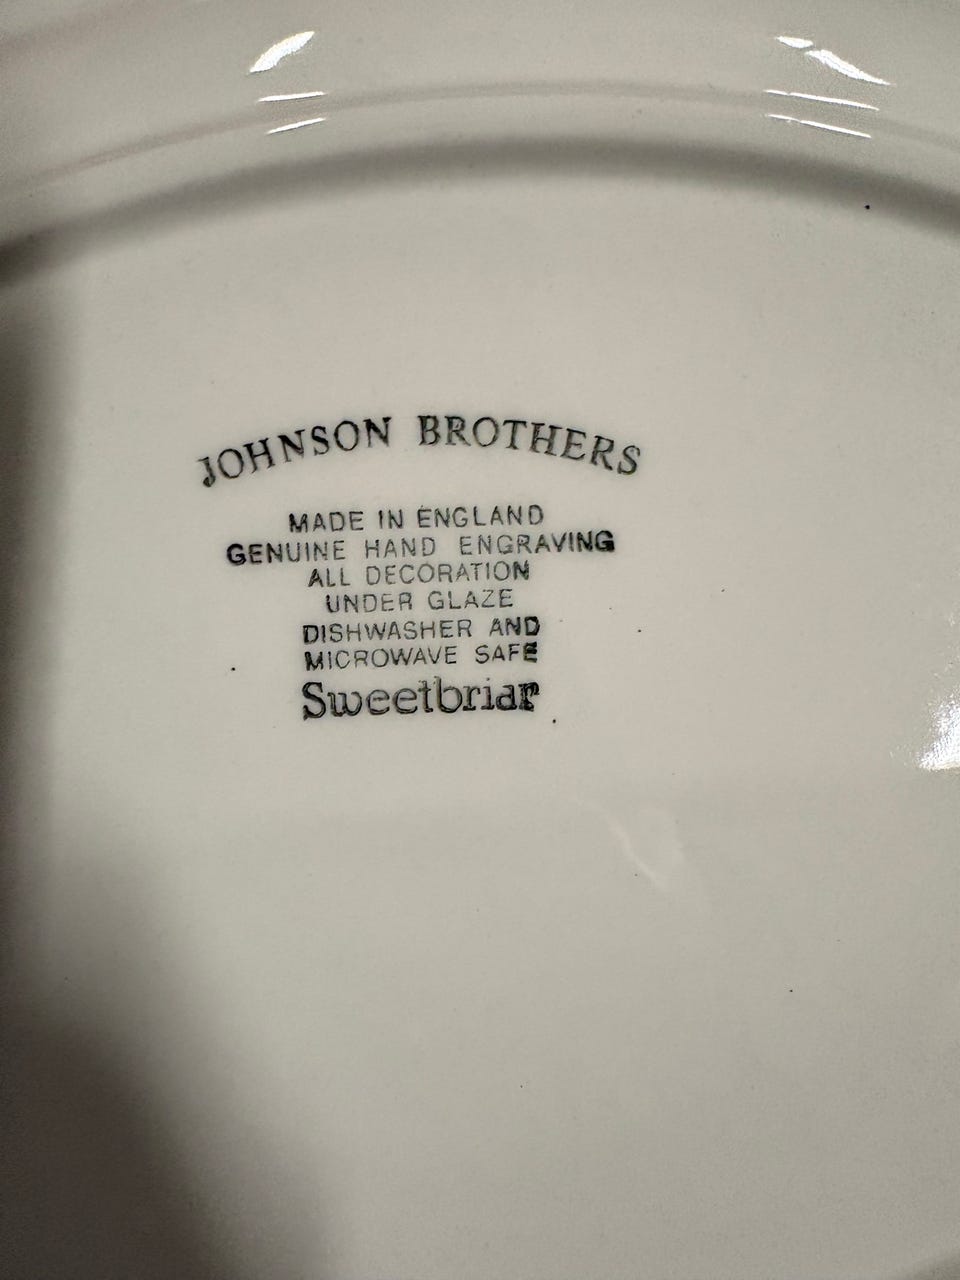 JOHNSON BROTHERS
MADE IN ENGLAND
GENUINE HAND ENGRAVING
ALL DECORATION
UNDER GLAZE
DISHWASHER AND
MICROWAVE SAFE
Sweetbriar